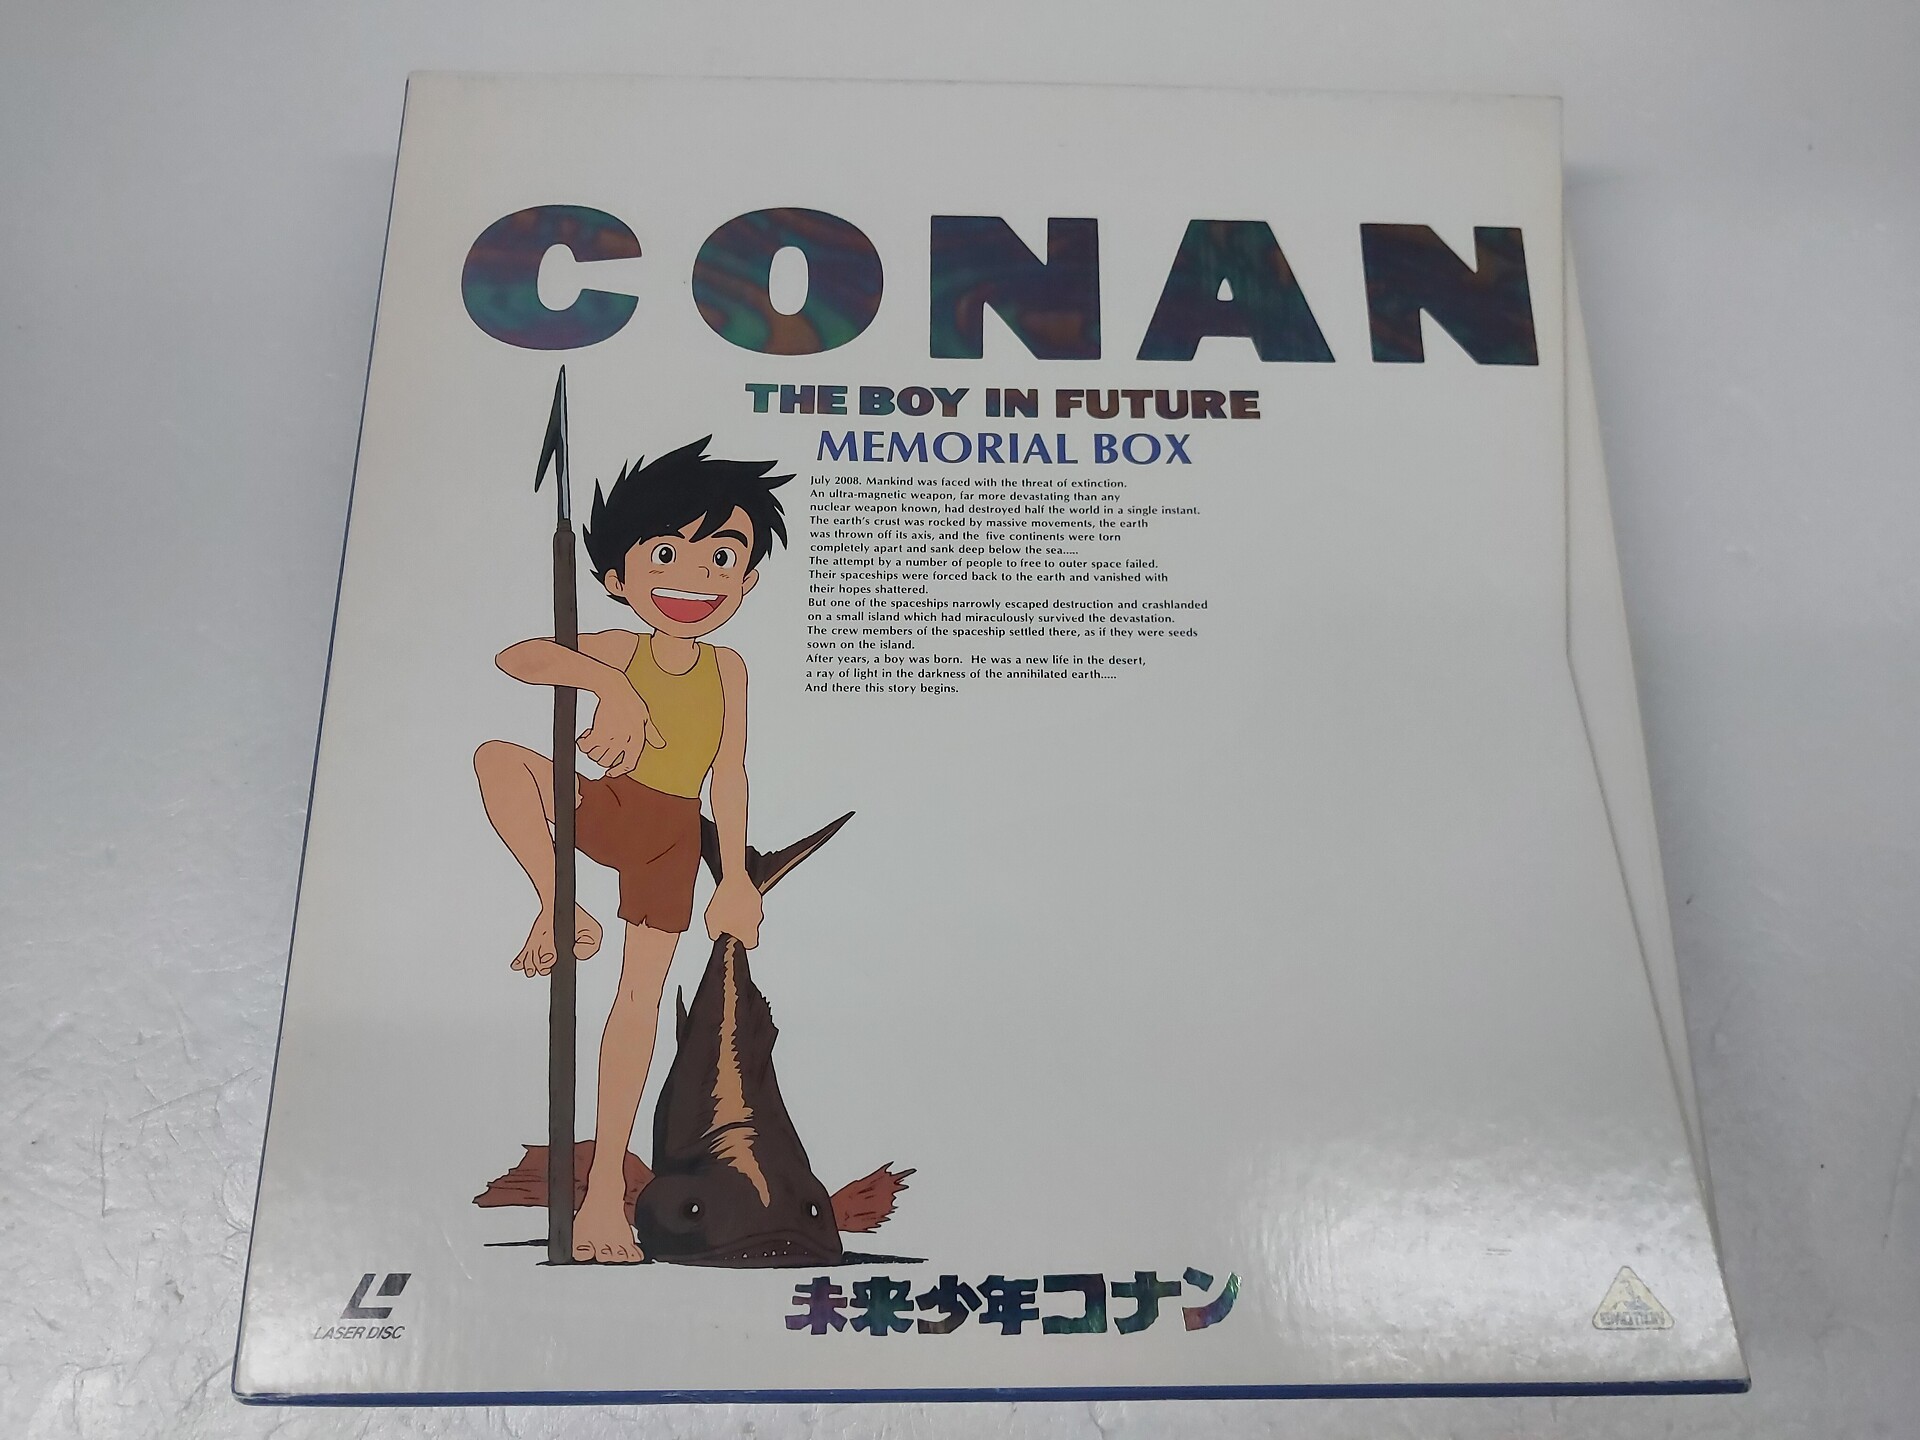 CONAN
THE BOY IN FUTURE
MEMORIAL BOX
July 2008. Mankind was faced with the threat of extinction.
An ultra-magnetic weapon, far more devastating than any
nuclear weapon known, had destroyed half the world in a single instant.
The earth's crust was rocked by massive movements, the earth
was thrown off its axis, and the five continents were torn
completely apart and sank deep below the sea.....
The attempt by a number of people to free to outer space failed.
Their spaceships were forced back to the earth and vanished with
their hopes shattered.
But one of the spaceships narrowly escaped destruction and crashlanded
on a small island which had miraculously survived the devastation.
The crew members of the spaceship settled there, as if they were seeds
sown on the island.
After years, a boy was born. He was a new life in the desert,
a ray of light in the darkness of the annihilated earth.....
And there this story begins.
LASER DISC
未来少年コナン
EMOTION